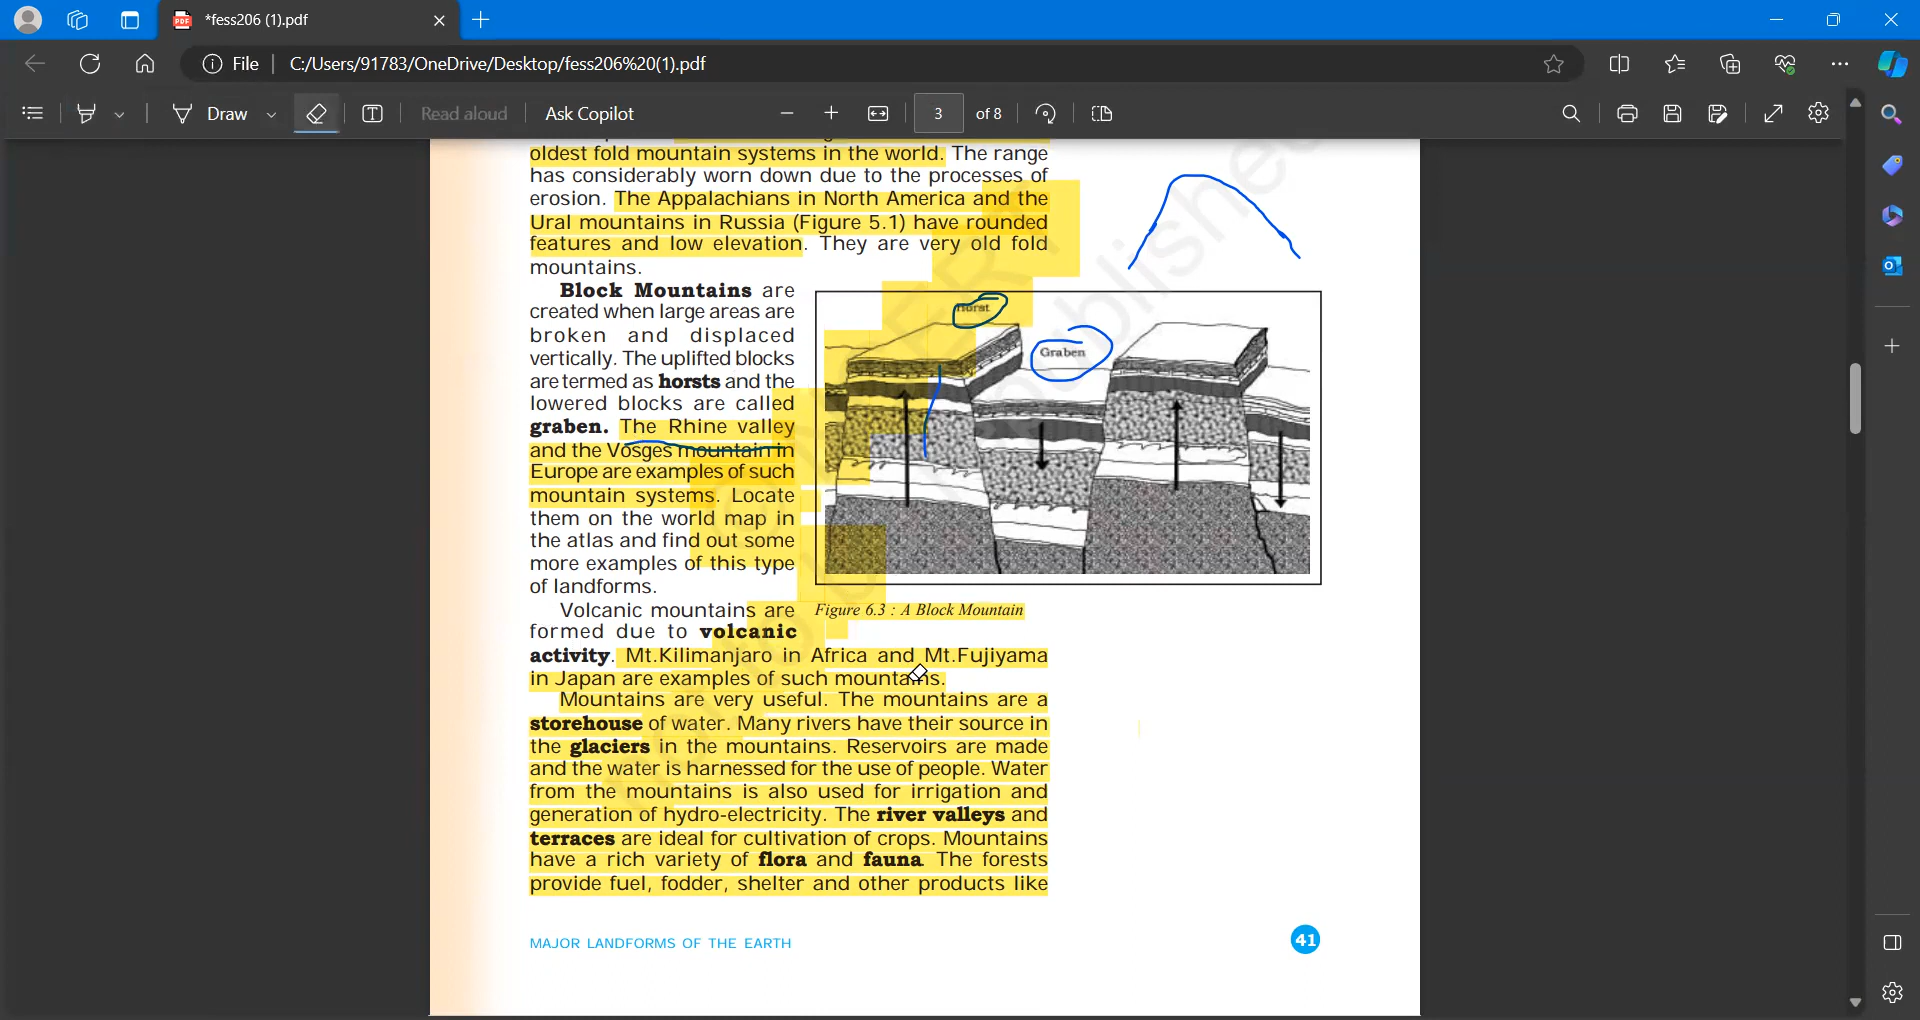 *fess206 (1).pdf
File
C:/Users/91783/OneDrive/Desktop/fess206%20(1).pdf
Draw
Read aloud
Ask Copilot
3 of 8
oldest fold mountain systems in the world. The range
has considerably worn down due to the processes of
erosion. The Appalachians in North America and the
Ural mountains in Russia (Figure 5.1) have rounded
features and low elevation. They are very old fold
mountains.
Block Mountains are
created when large areas are
broken and displaced
vertically. The uplifted blocks
are termed as horsts and the
lowered blocks are called
graben. The Rhine valley
and the Vosges mountain in
Europe are examples of such
mountain systems. Locate
them on the world map in
the atlas and find out some
more examples of this type
of landforms.
Horst
Graben
Figure 6.3 : A Block Mountain
Volcanic mountains are
formed due to volcanic
activity. Mt.Kilimanjaro in Africa and Mt.Fujiyama
in Japan are examples of such mountains.
Mountains are very useful. The mountains are a
storehouse of water. Many rivers have their source in
the glaciers in the mountains. Reservoirs are made
and the water is harnessed for the use of people. Water
from the mountains is also used for irrigation and
generation of hydro-electricity. The river valleys and
terraces are ideal for cultivation of crops. Mountains
have a rich variety of flora and fauna. The forests
provide fuel, fodder, shelter and other products like
MAJOR LANDFORMS OF THE EARTH
41